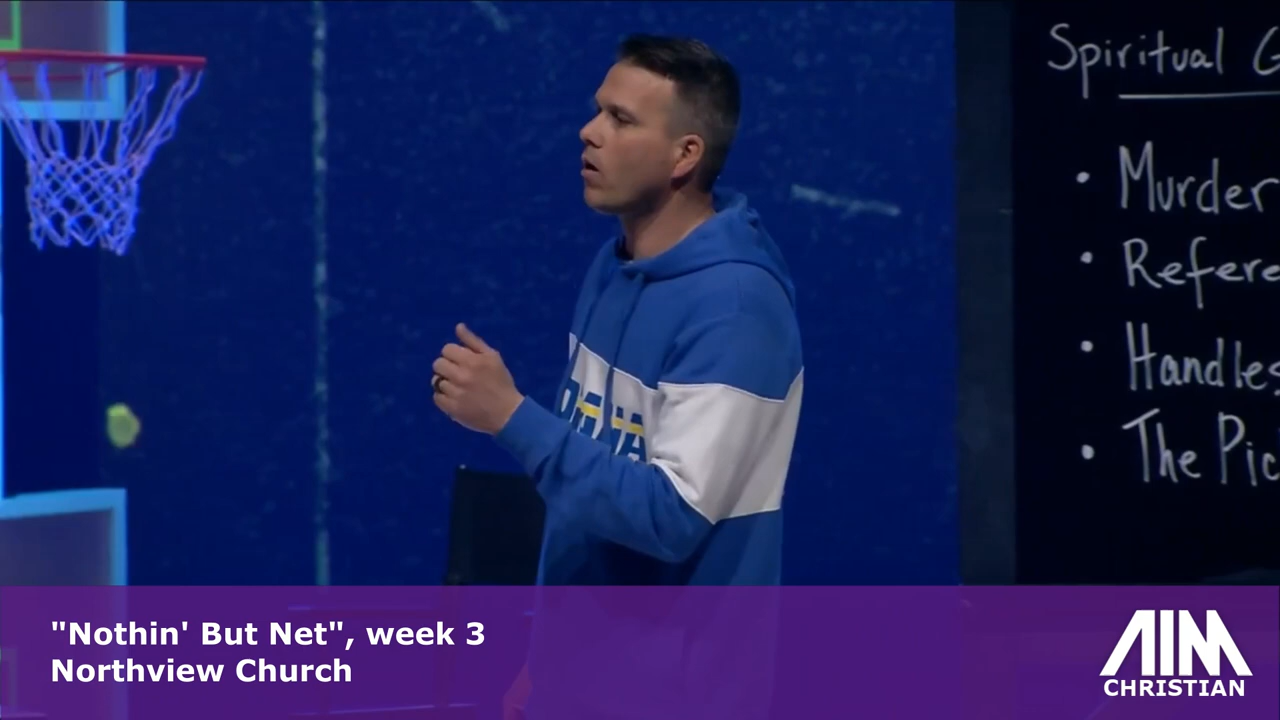 Spiritual G
• Murder
• Refere
• Handles
• The Pic
"Nothin' But Net", week 3
Northview Church
AIM
CHRISTIAN